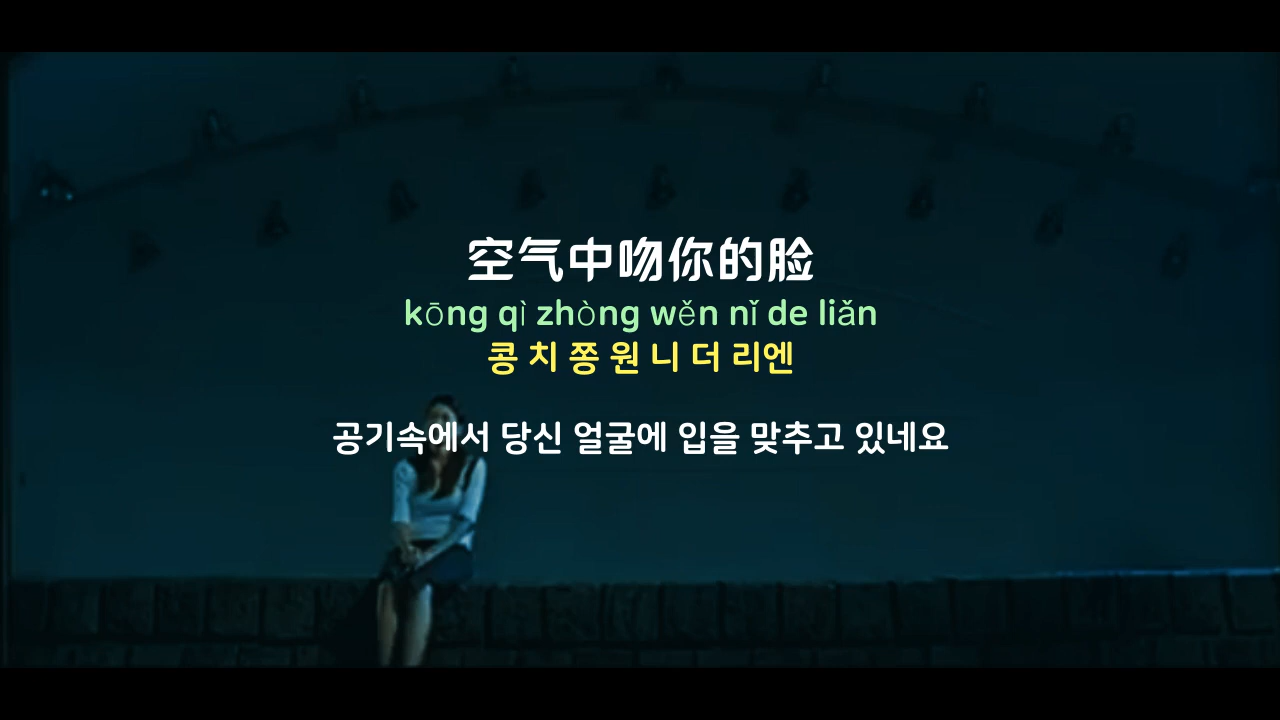 空气中吻你的脸
kōng qì zhòng wěn nǐ de liǎn
콩 치 쫑 원 니 더 리엔
공기속에서 당신 얼굴에 입을 맞추고 있네요